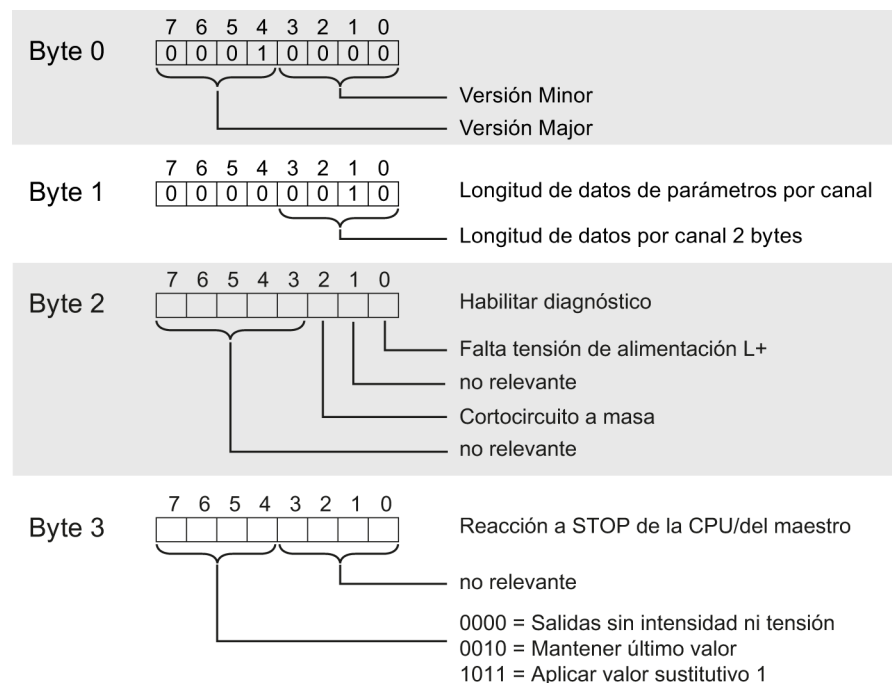 7 6 5 4 3 2 1 0
Byte 0
0 0 0 1 0 0 0 0
Versión Minor
Versión Major
7 6 5 4 3 2 1 0
Byte 1
0 0 0 0 0 0 1 0
Longitud de datos de parámetros por canal
Longitud de datos por canal 2 bytes
7 6 5 4 3 2 1 0
Byte 2
Habilitar diagnóstico
Falta tensión de alimentación L+
no relevante
Cortocircuito a masa
no relevante
7 6 5 4 3 2 1 0
Byte 3
Reacción a STOP de la CPU/del maestro
no relevante
0000 = Salidas sin intensidad ni tensión
0010 = Mantener último valor
1011 = Aplicar valor sustitutivo 1